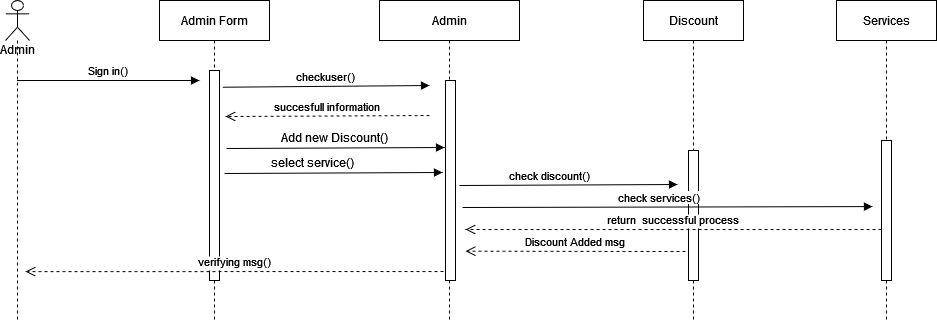 Admin Form
Admin
Discount
Services
Admin
Sign in()
checkuser()
succesfull information
Add new Discount()
select service()
check discount()
check services()
return  successful process
Discount Added msg
verifying msg()